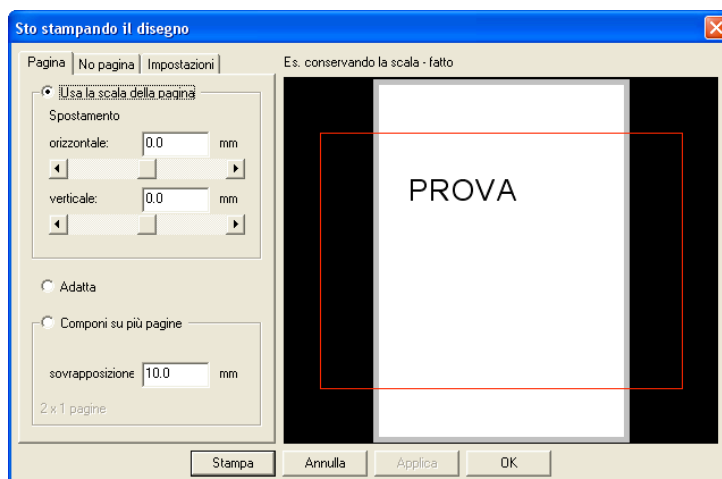 Sto stampando il disegno
Pagina No pagina Impostazioni
Es. conservando la scala - fatto
Usa la scala della pagina
Spostamento
orizzontale: 0.0 mm
verticale: 0.0 mm
Adatta
Componi su più pagine
sovrapposizione 10.0 mm
2 x 1 pagine
PROVA
Stampa Annulla Applica OK